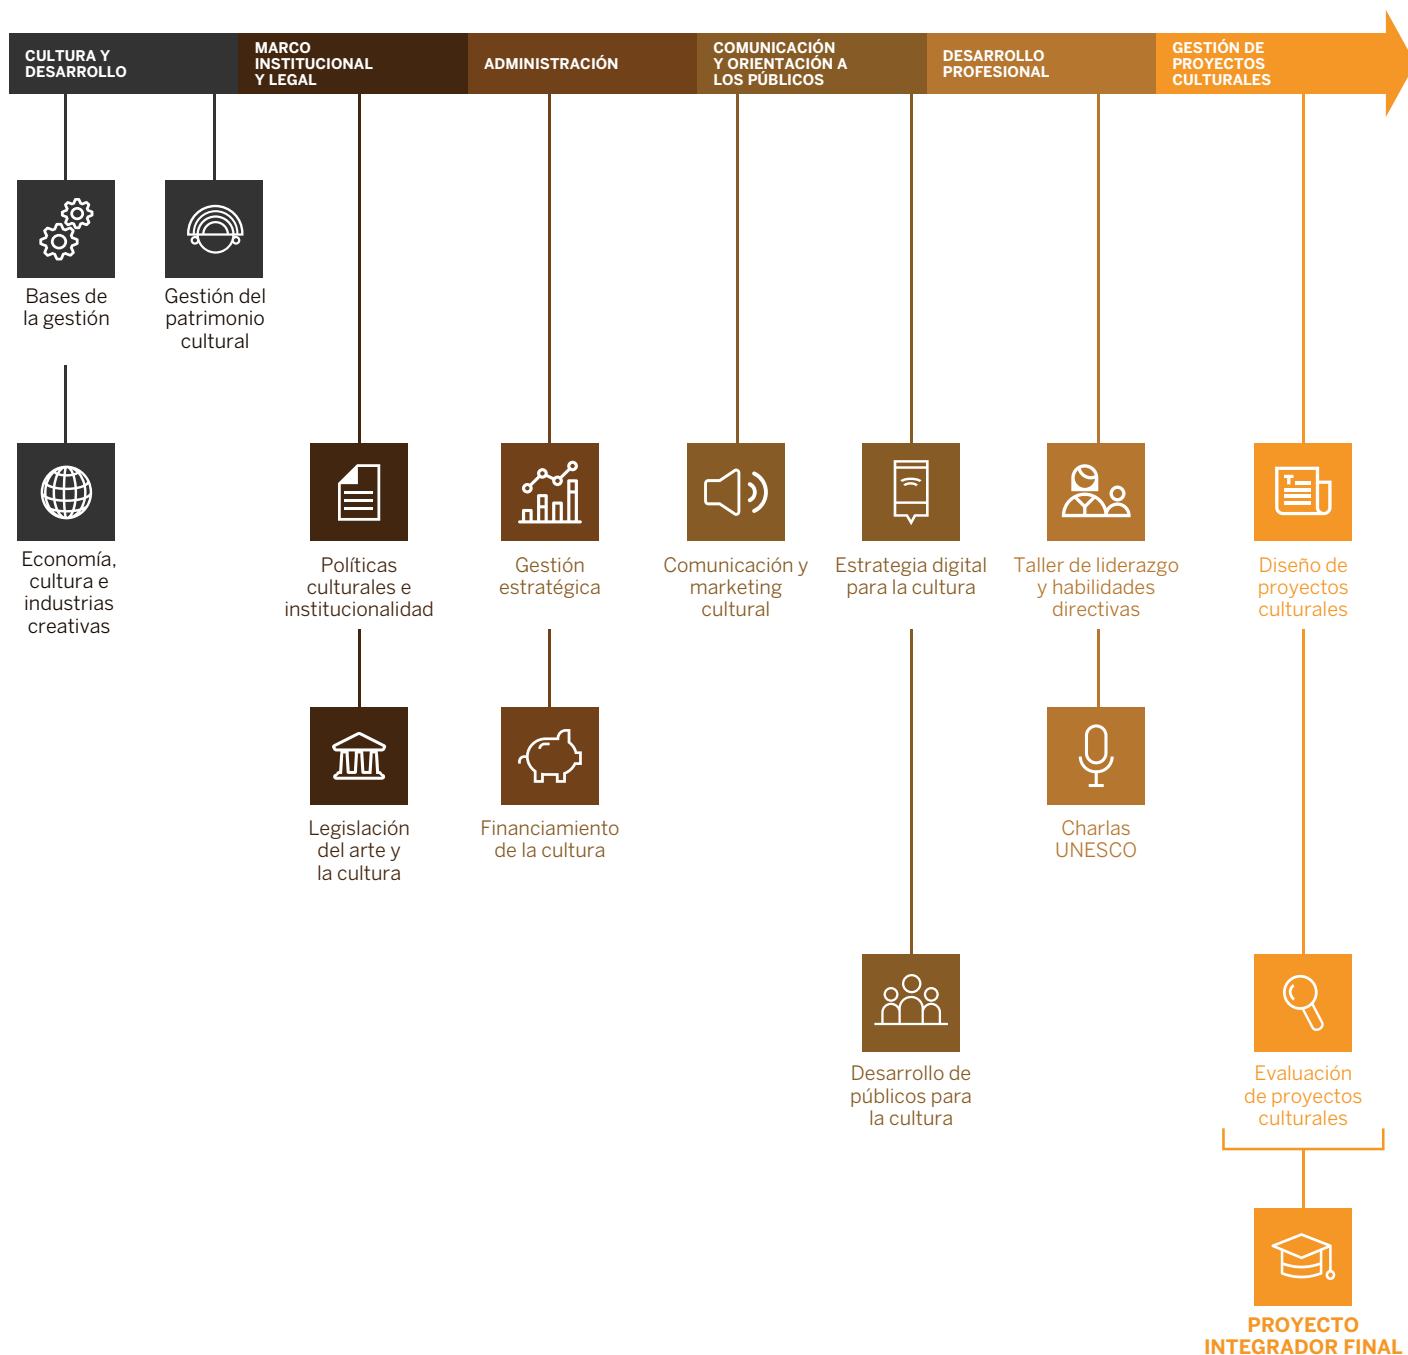 CULTURA Y
DESARROLLO
MARCO
INSTITUCIONAL
Y LEGAL
ADMINISTRACIÓN
COMUNICACIÓN
Y ORIENTACIÓN A
LOS PÚBLICOS
DESARROLLO
PROFESIONAL
GESTIÓN DE
PROYECTOS
CULTURALES
Bases de
la gestión
Gestión del
patrimonio
cultural
Economía,
cultura e
industrias
creativas
Políticas
culturales e
institucionalidad
Gestión
estratégica
Comunicación y
marketing
cultural
Estrategia digital
para la cultura
Taller de liderazgo
y habilidades
directivas
Diseño de
proyectos
culturales
Legislación
del arte y
la cultura
Financiamiento
de la cultura
Charlas
UNESCO
Desarrollo de
públicos para
la cultura
Evaluación
de proyectos
culturales
PROYECTO
INTEGRADOR FINAL